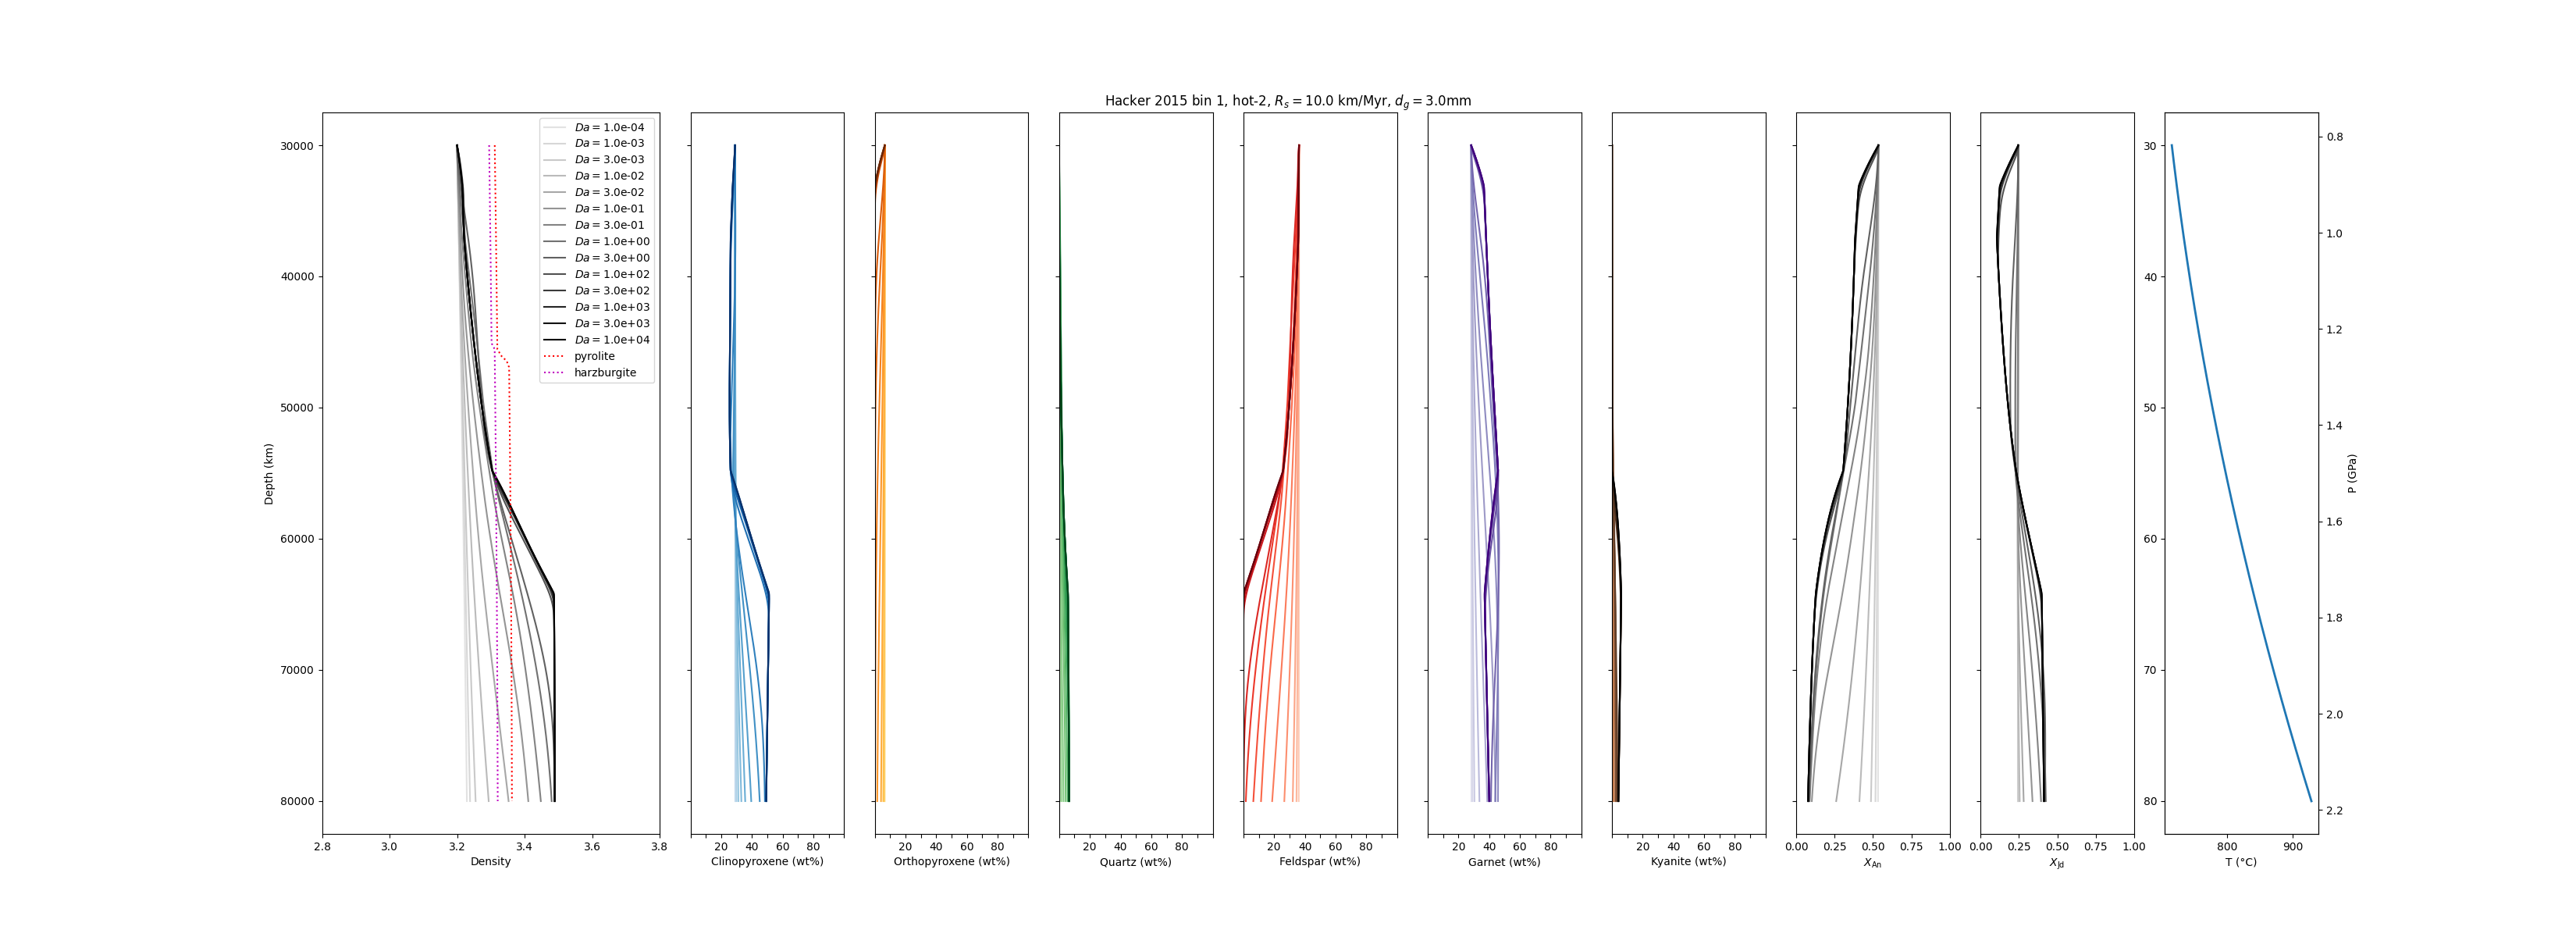 Hacker 2015 bin 1, hot-2, R_s = 10.0 km/Myr, d_g = 3.0mm
Da = 1.0e-04
Da = 1.0e-03
Da = 3.0e-03
Da = 1.0e-02
Da = 3.0e-02
Da = 1.0e-01
Da = 3.0e-01
Da = 1.0e+00
Da = 3.0e+00
Da = 1.0e+02
Da = 3.0e+02
Da = 1.0e+03
Da = 3.0e+03
Da = 1.0e+04
pyrolite
harzburgite
Depth (km)
30000
40000
50000
60000
70000
80000
2.8 3.0 3.2 3.4 3.6 3.8
Density
20 40 60 80
Clinopyroxene (wt%)
20 40 60 80
Orthopyroxene (wt%)
20 40 60 80
Quartz (wt%)
20 40 60 80
Feldspar (wt%)
20 40 60 80
Garnet (wt%)
20 40 60 80
Kyanite (wt%)
0.00 0.25 0.50 0.75 1.00
X_An
0.00 0.25 0.50 0.75 1.00
X_Jd
30
40
50
60
70
80
800 900
T (°C)
0.8
1.0
1.2
1.4
1.6
1.8
2.0
2.2
P (GPa)